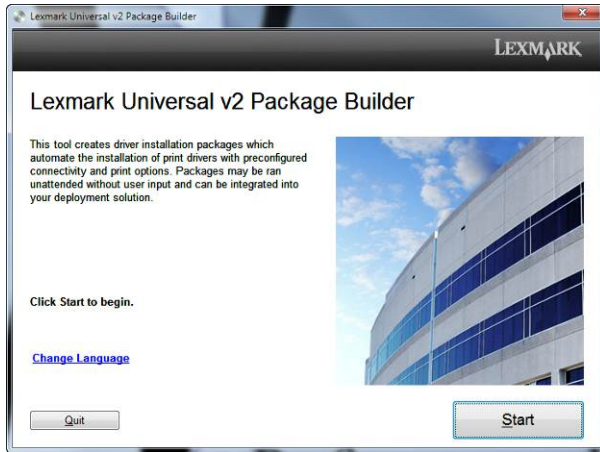 Lexmark Universal v2 Package Builder
LEXMARK
Lexmark Universal v2 Package Builder
This tool creates driver installation packages which
automate the installation of print drivers with preconfigured
connectivity and print options. Packages may be ran
unattended without user input and can be integrated into
your deployment solution.
Click Start to begin.
Change Language
Quit
Start